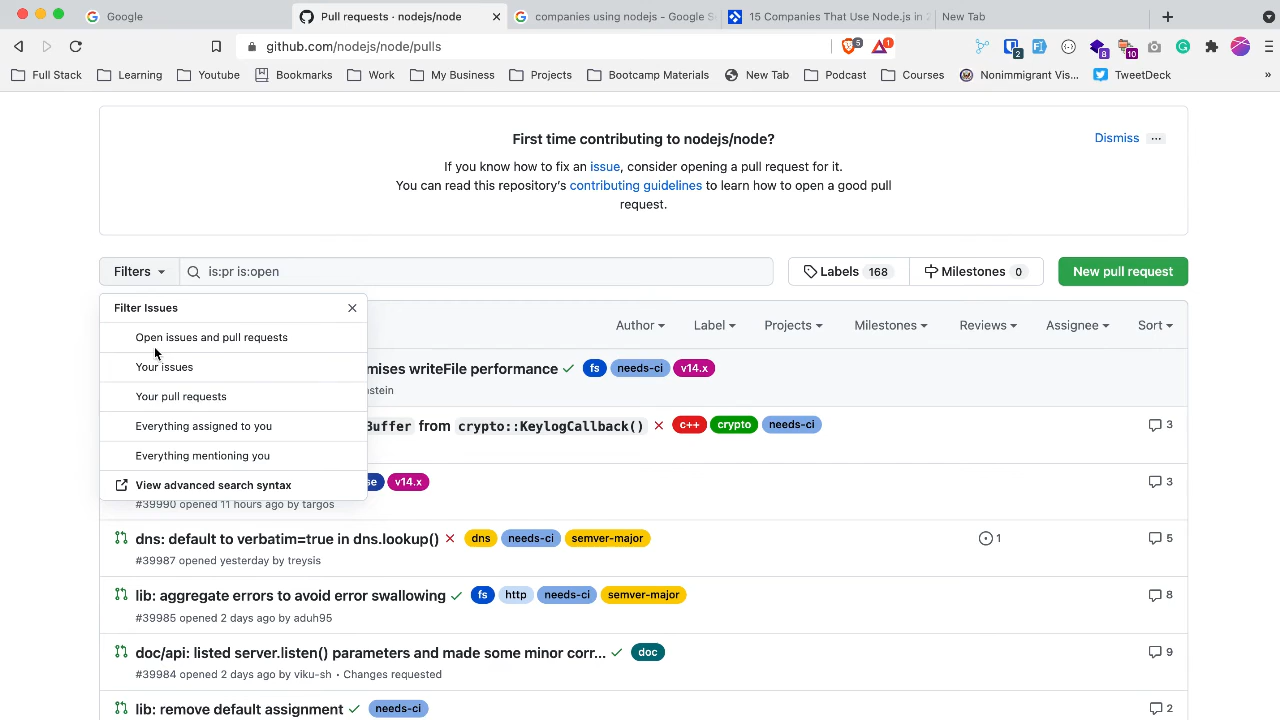 Google
Pull requests · nodejs/node
companies using nodejs - Google S
15 Companies That Use Node.js in 2
New Tab
github.com/nodejs/node/pulls
5
1
2
8
10
Full Stack
Learning
Youtube
Bookmarks
Work
My Business
Projects
Bootcamp Materials
New Tab
Podcast
Courses
Nonimmigrant Vis...
TweetDeck
»
First time contributing to nodejs/node?
Dismiss ···
If you know how to fix an issue, consider opening a pull request for it.
You can read this repository's contributing guidelines to learn how to open a good pull
request.
Filters
is:pr is:open
Labels 168
Milestones 0
New pull request
Filter Issues
Open issues and pull requests
Your issues
Your pull requests
Everything assigned to you
Everything mentioning you
View advanced search syntax
Author
Label
Projects
Milestones
Reviews
Assignee
Sort
mises writeFile performance fs needs-ci v14.x
stein
Buffer from crypto::KeylogCallback() c++ crypto needs-ci 3
se v14.x 3
#39990 opened 11 hours ago by targos
dns: default to verbatim=true in dns.lookup() dns needs-ci semver-major 1 5
#39987 opened yesterday by treysis
lib: aggregate errors to avoid error swallowing fs http needs-ci semver-major 8
#39985 opened 2 days ago by aduh95
doc/api: listed server.listen() parameters and made some minor corr... doc 9
#39984 opened 2 days ago by viku-sh • Changes requested
lib: remove default assignment needs-ci 2